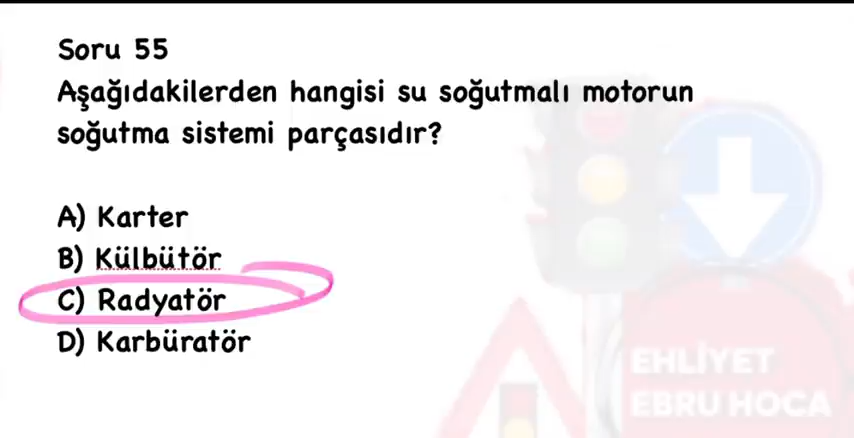 Soru 55
Aşağıdakilerden hangisi su soğutmalı motorun
soğutma sistemi parçasıdır?
A) Karter
B) Külbütör
C) Radyatör
D) Karbüratör
EHLİYET
EBRU HOCA